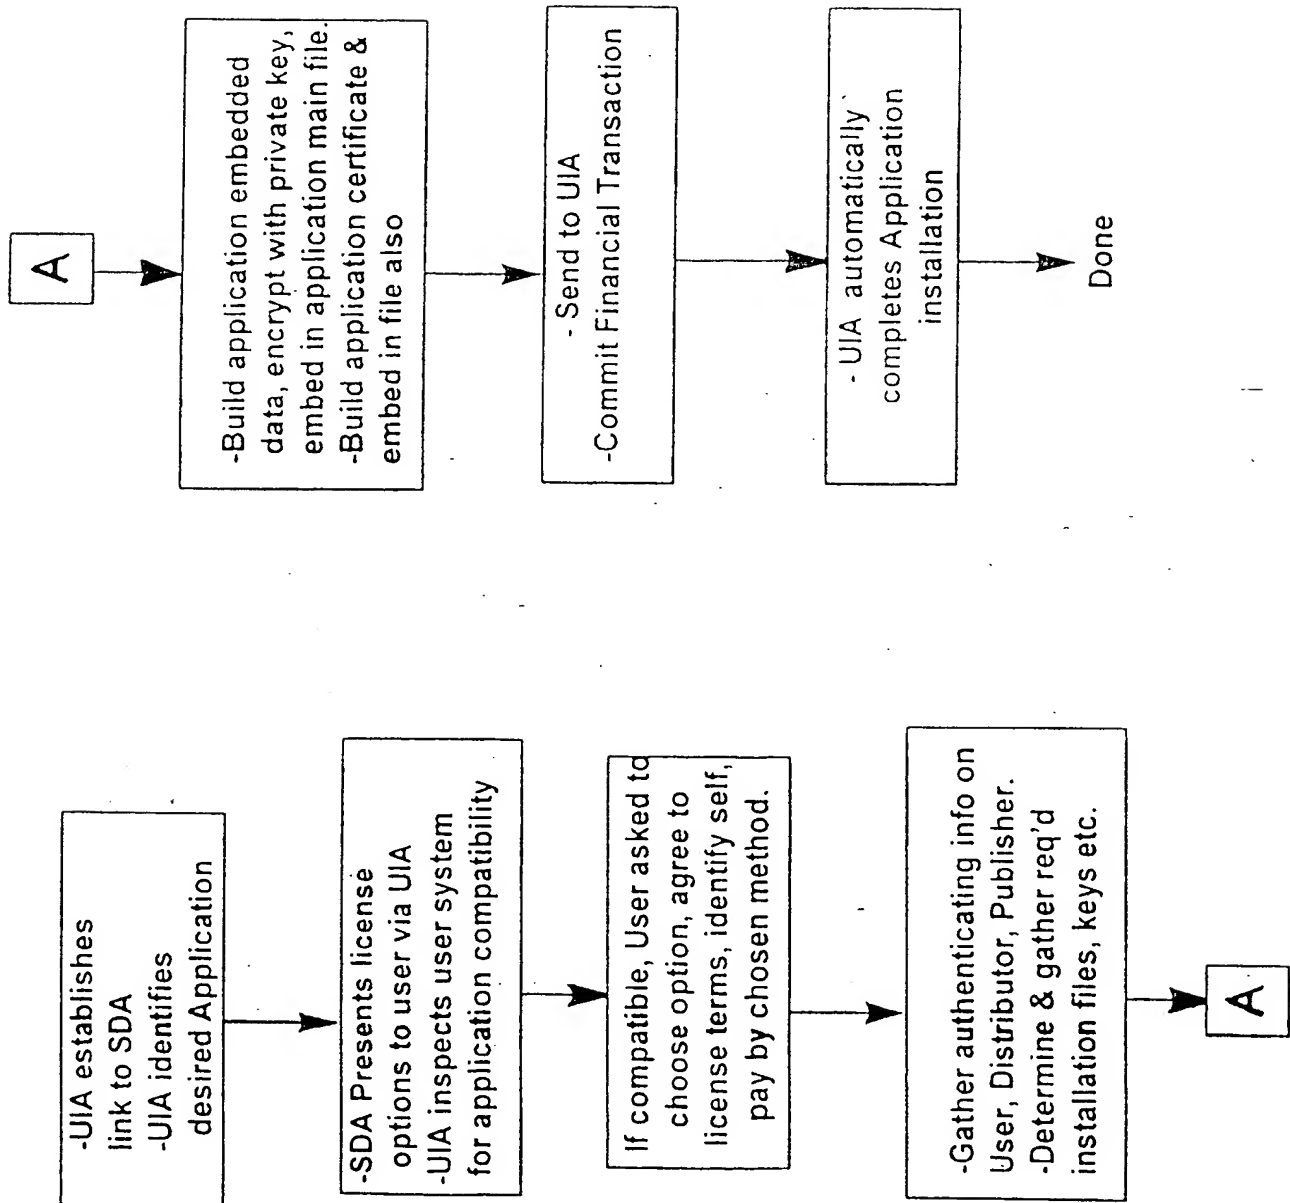 -UIA establishes
link to SDA
-UIA identifies
desired Application
-SDA Presents license
options to user via UIA
-UIA inspects user system
for application compatibility
If compatible, User asked to
choose option, agree to
license terms, identify self,
pay by chosen method.
-Gather authenticating info on
User, Distributor, Publisher.
-Determine & gather req'd
installation files, keys etc.
A
A
-Build application embedded
data, encrypt with private key,
embed in application main file.
-Build application certificate &
embed in file also
- Send to UIA
-Commit Financial Transaction
- UIA automatically
completes Application
installation
Done